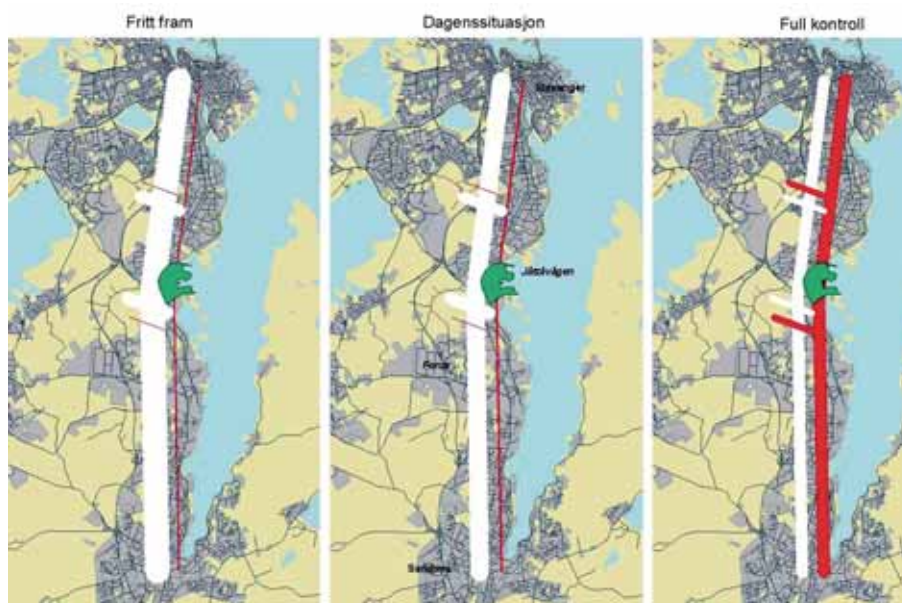 Fritt fram
Dagenssituasjon
Full kontroll
Stavanger
Jåttåvågen
Forus
Sandnes